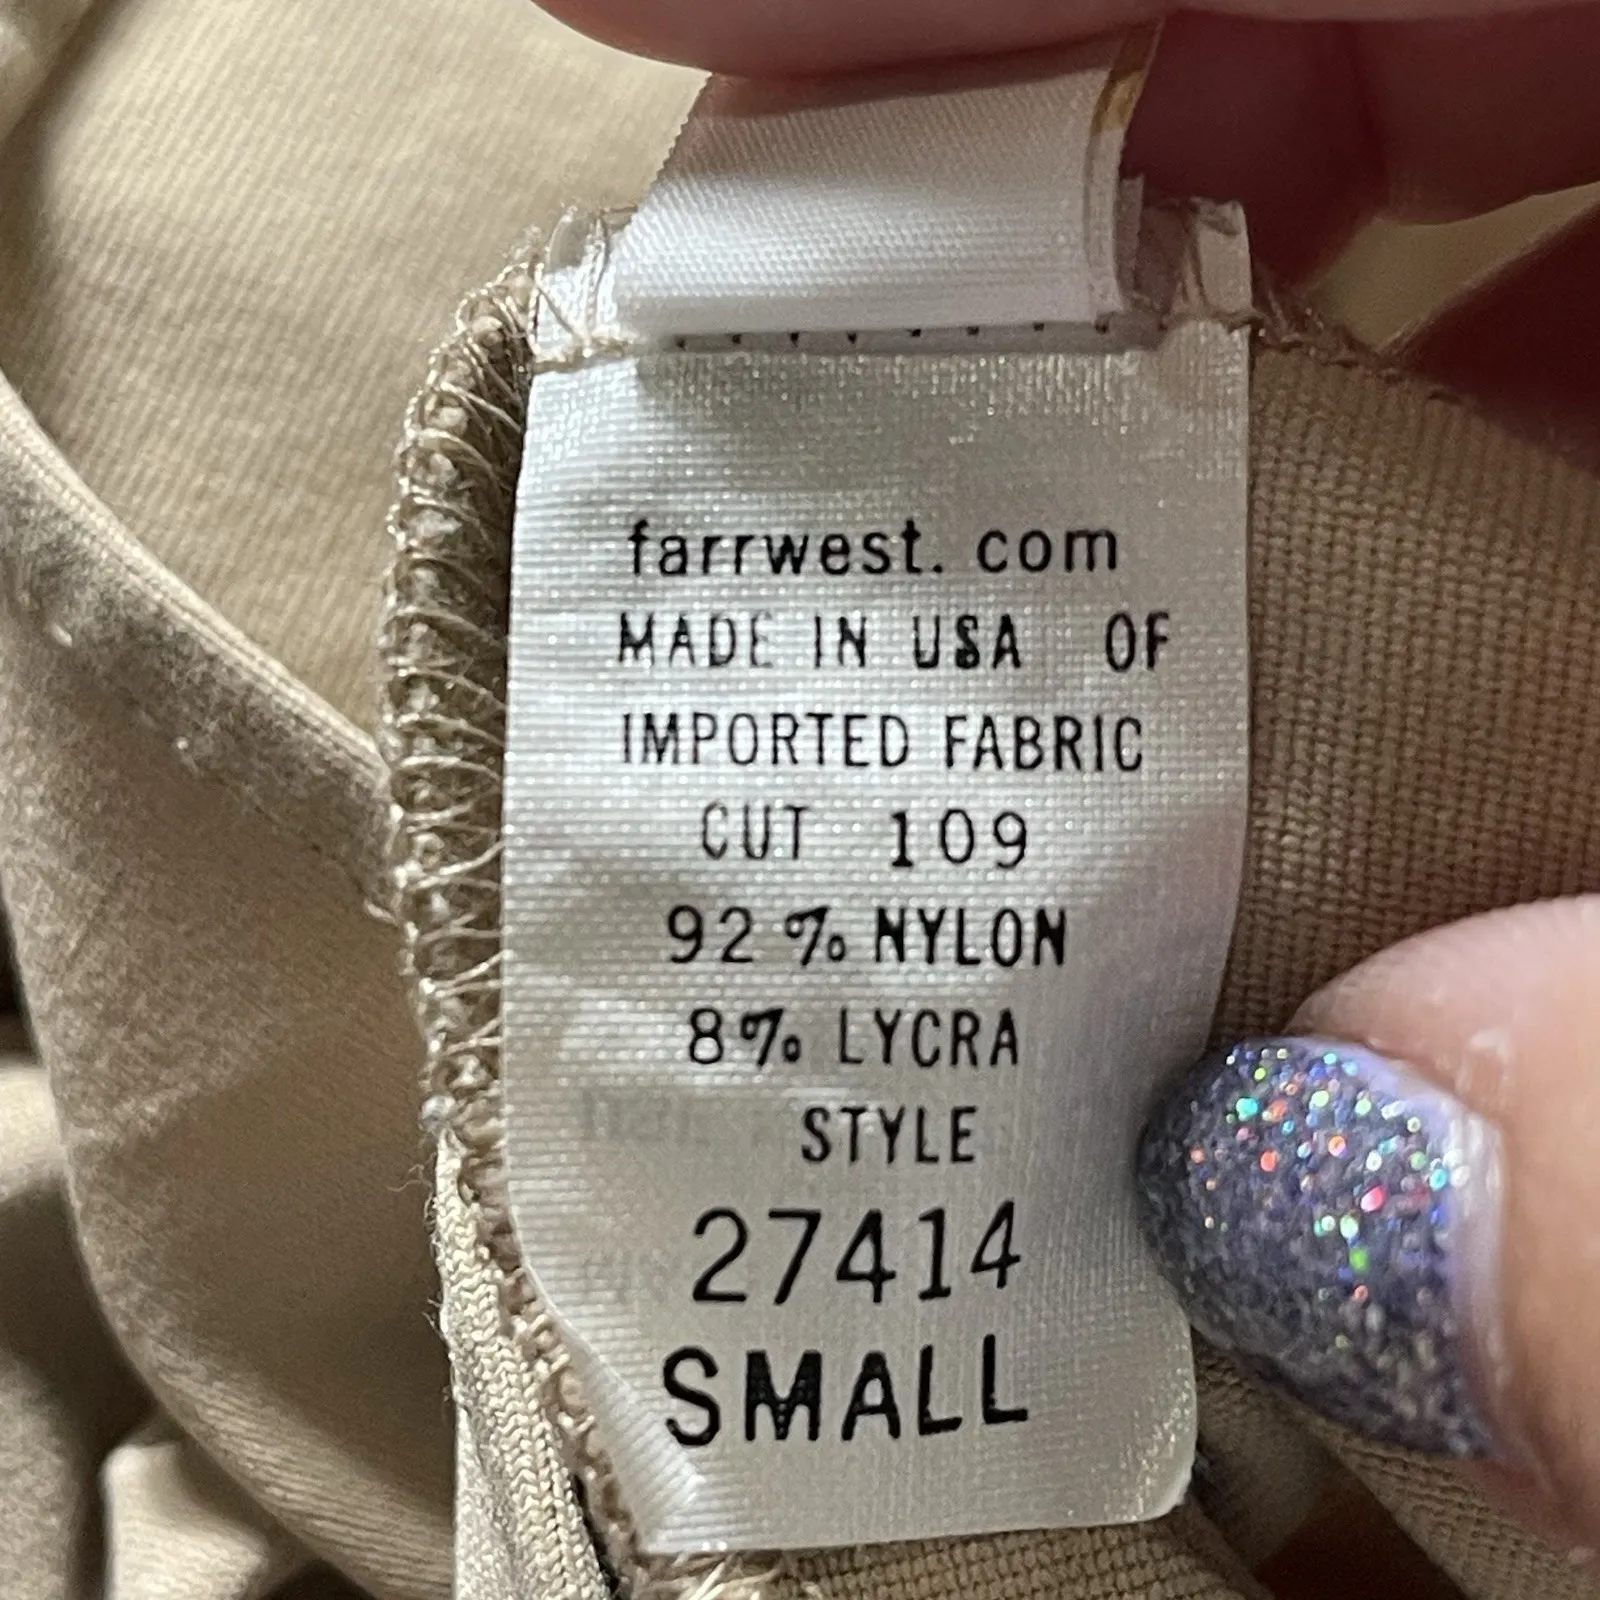 farrwest. com
MADE IN USA OF
IMPORTED FABRIC
CUT 109
92% NYLON
8% LYCRA
STYLE
27414
SMALL